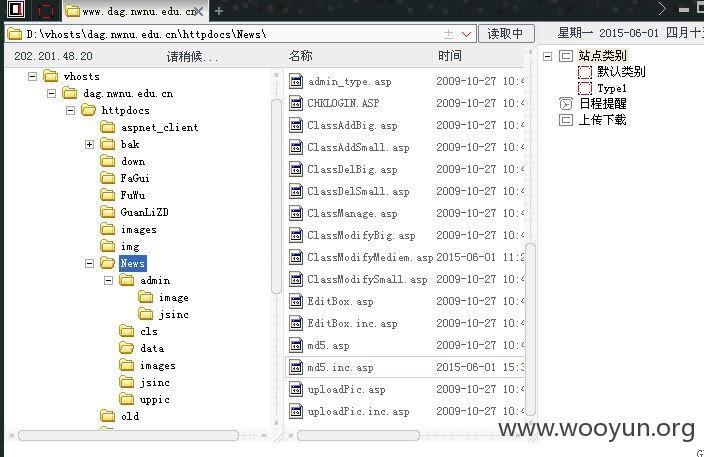 www.dag.nwnu.edu.cn
D:\vhosts\dag.nwnu.edu.cn\httpdocs\News\
读取中
星期一 2015-06-01 四月十
202.201.48.20
请稍候...
名称
时间
vhosts
dag.nwnu.edu.cn
httpdocs
aspnet_client
bak
down
FaGui
FuWu
GuanLiZD
images
img
News
admin
image
jsinc
cls
data
images
jsinc
uppic
old
admin_type.asp 2009-10-27 10:4
CHKLOGIN.ASP 2009-10-27 10:4
ClassAddBig.asp 2009-10-27 10:4
ClassAddSmall.asp 2009-10-27 10:4
ClassDelBig.asp 2009-10-27 10:4
ClassDelSmall.asp 2009-10-27 10:4
ClassManage.asp 2009-10-27 10:4
ClassModifyBig.asp 2009-10-27 10:4
ClassModifyMediem.asp 2015-06-01 11:2
ClassModifySmall.asp 2009-10-27 10:4
EditBox.asp 2009-10-27 10:4
EditBox.inc.asp 2009-10-27 10:4
md5.asp 2009-10-27 10:4
md5.inc.asp 2015-06-01 15:3
uploadPic.asp 2009-10-27 10:4
uploadPic.inc.asp 2009-10-27 10:4
站点类别
默认类别
Type1
日程提醒
上传下载
www.wooyun.org